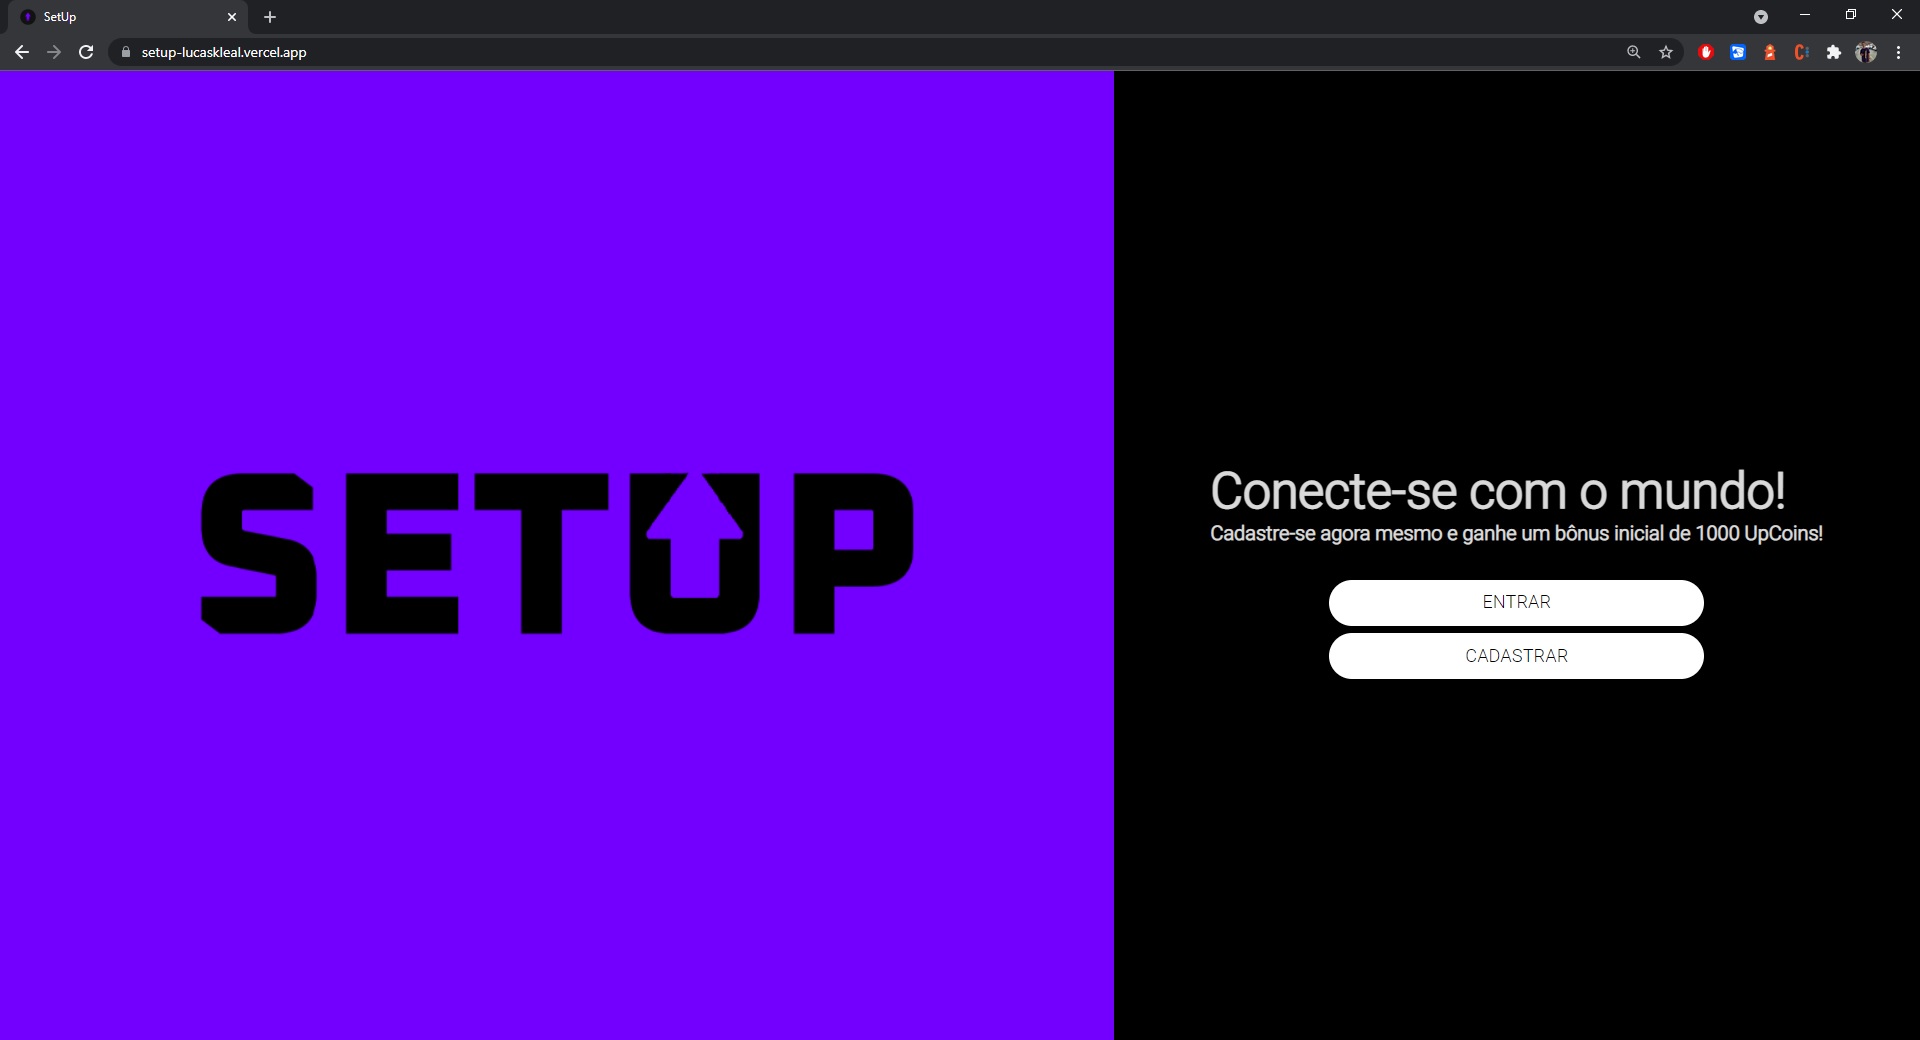 SetUp
setup-lucaskleal.vercel.app
SETUP
Conecte-se com o mundo!
Cadastre-se agora mesmo e ganhe um bônus inicial de 1000 UpCoins!
ENTRAR
CADASTRAR